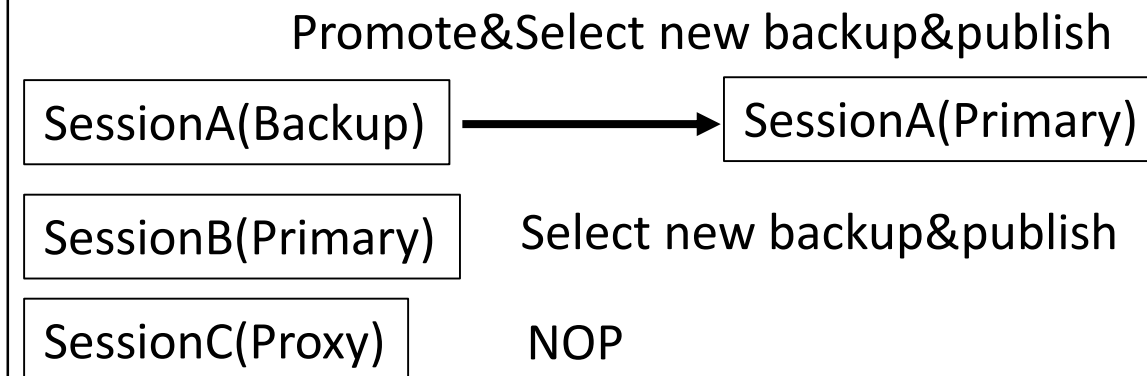 Promote&Select new backup&publish
SessionA(Backup) SessionA(Primary)
SessionB(Primary) Select new backup&publish
SessionC(Proxy) NOP